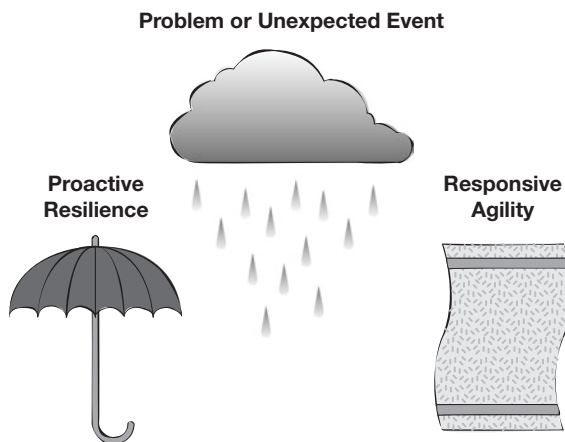 Problem or Unexpected Event
Proactive
Resilience
Responsive
Agility